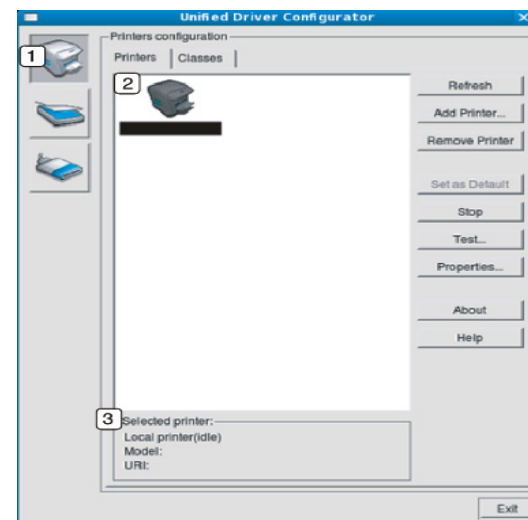 Unified Driver Configurator
Printers configuration
1
Printers Classes
2
Refresh
Add Printer...
Remove Printer
Set as Default
Stop
Test...
Properties...
About
Help
3
Selected printer:
Local printer(idle)
Model:
URI:
Exit